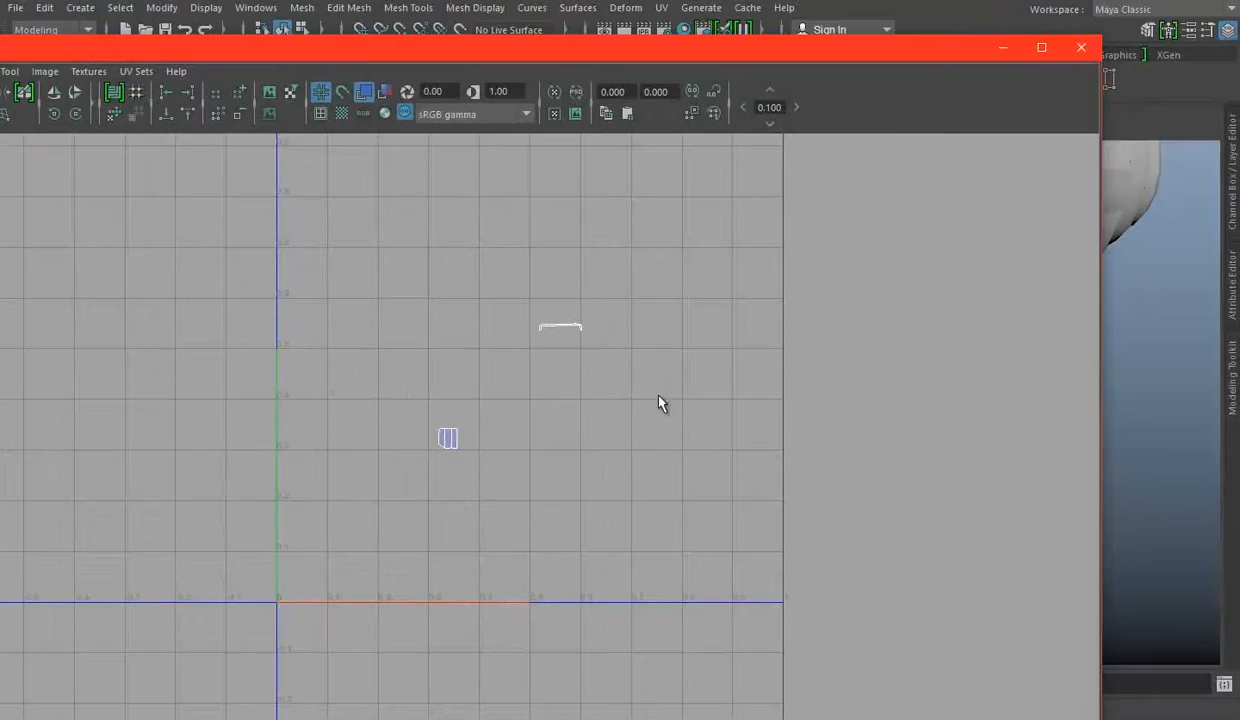 File Edit Create Select Modify Display Windows Mesh Edit Mesh Mesh Tools Mesh Display Curves Surfaces Deform UV Generate Cache Help
Workspace : Maya Classic
Modeling
No Live Surface
Sign In
Graphics XGen
Tool Image Textures UV Sets Help
0.00 1.00 0.000 0.000
sRGB gamma
0.100
Channel Box / Layer Editor
Attribute Editor
Modeling Toolkit